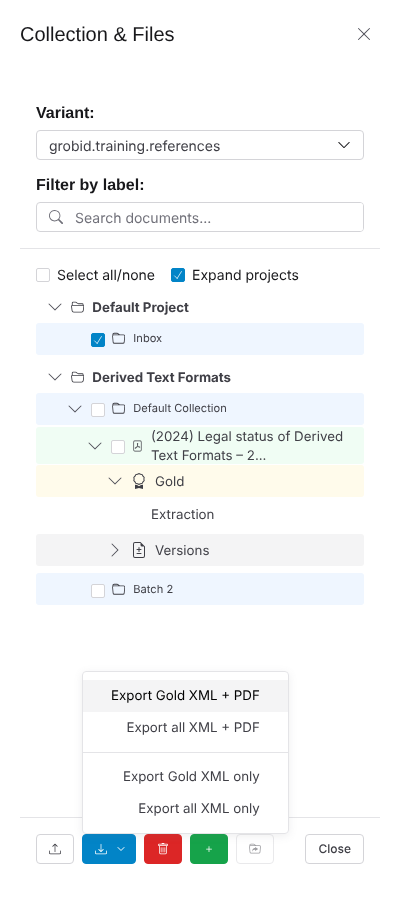 Collection & Files
Variant:
grobid.training.references
Filter by label:
Search documents...
Select all/none
Expand projects
Default Project
Inbox
Derived Text Formats
Default Collection
(2024) Legal status of Derived
Text Formats – 2...
Gold
Extraction
Versions
Batch 2
Export Gold XML + PDF
Export all XML + PDF
Export Gold XML only
Export all XML only
+
Close